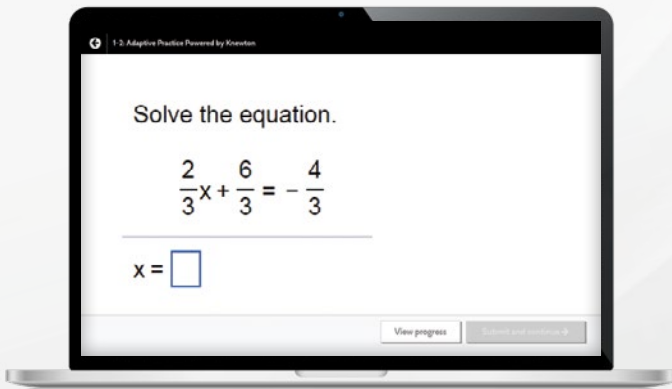 1-2: Adaptive Practice Powered by Knewton
Solve the equation.
2/3 x + 6/3 = - 4/3
x =
View progress Submit and continue →